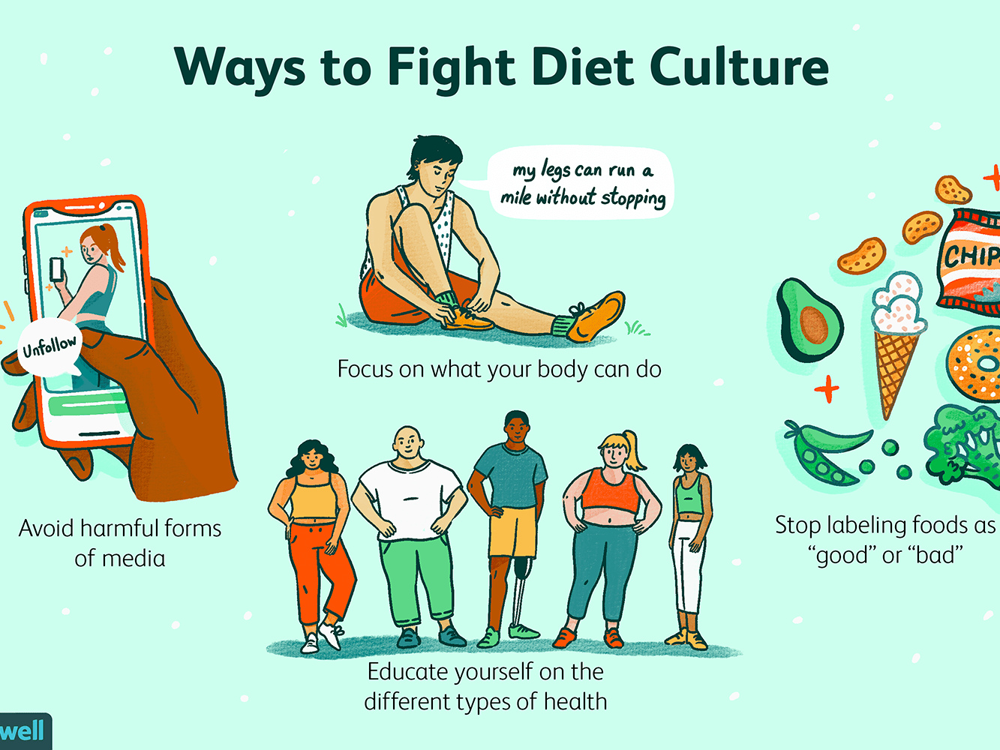 Ways to Fight Diet Culture
my legs can run a
mile without stopping
Unfollow
CHIP
Focus on what your body can do
Avoid harmful forms
of media
Stop labeling foods as
“good” or “bad”
Educate yourself on the
different types of health
well